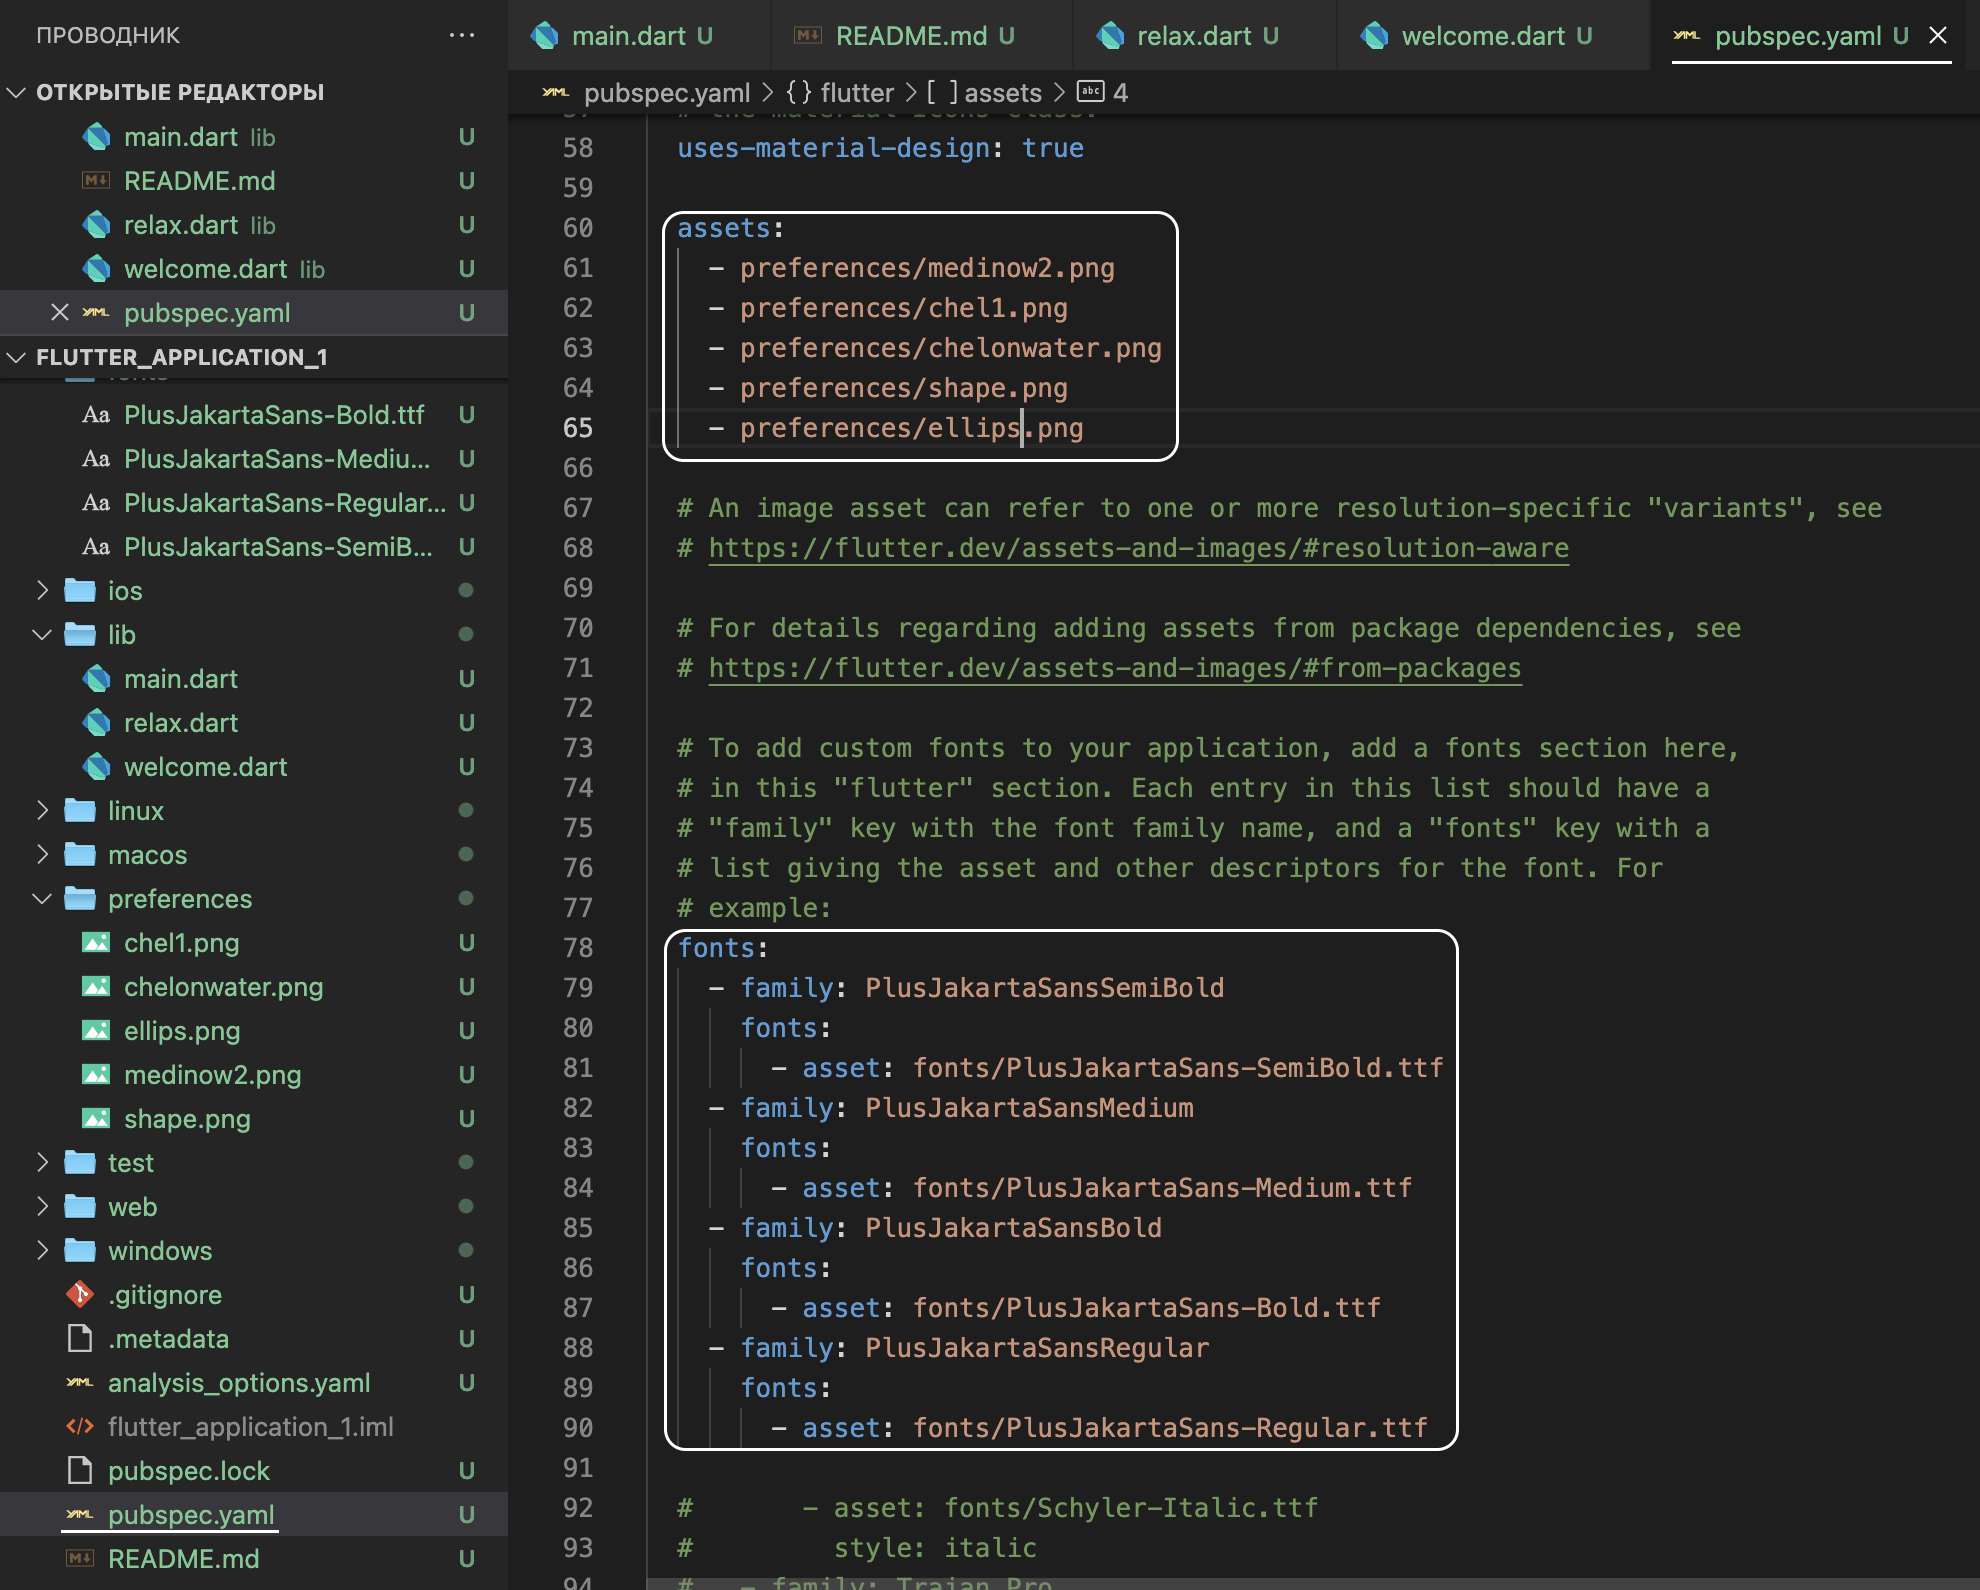 ПРОВОДНИК
ОТКРЫТЫЕ РЕДАКТОРЫ
main.dart lib U
README.md U
relax.dart lib U
welcome.dart lib U
pubspec.yaml U
FLUTTER_APPLICATION_1
fonts
PlusJakartaSans-Bold.ttf U
PlusJakartaSans-Mediu... U
PlusJakartaSans-Regular... U
PlusJakartaSans-SemiB... U
ios
lib
main.dart U
relax.dart U
welcome.dart U
linux
macos
preferences
chel1.png U
chelonwater.png U
ellips.png U
medinow2.png U
shape.png U
test
web
windows
.gitignore U
.metadata U
analysis_options.yaml U
flutter_application_1.iml
pubspec.lock U
pubspec.yaml U
README.md U
main.dart U README.md U relax.dart U welcome.dart U pubspec.yaml U
pubspec.yaml > {} flutter > [ ] assets > abc 4
57 # the material Icons class.
58 uses-material-design: true
59
60 assets:
61 - preferences/medinow2.png
62 - preferences/chel1.png
63 - preferences/chelonwater.png
64 - preferences/shape.png
65 - preferences/ellips.png
66
67 # An image asset can refer to one or more resolution-specific "variants", see
68 # https://flutter.dev/assets-and-images/#resolution-aware
69
70 # For details regarding adding assets from package dependencies, see
71 # https://flutter.dev/assets-and-images/#from-packages
72
73 # To add custom fonts to your application, add a fonts section here,
74 # in this "flutter" section. Each entry in this list should have a
75 # "family" key with the font family name, and a "fonts" key with a
76 # list giving the asset and other descriptors for the font. For
77 # example:
78 fonts:
79 - family: PlusJakartaSansSemiBold
80 fonts:
81 - asset: fonts/PlusJakartaSans-SemiBold.ttf
82 - family: PlusJakartaSansMedium
83 fonts:
84 - asset: fonts/PlusJakartaSans-Medium.ttf
85 - family: PlusJakartaSansBold
86 fonts:
87 - asset: fonts/PlusJakartaSans-Bold.ttf
88 - family: PlusJakartaSansRegular
89 fonts:
90 - asset: fonts/PlusJakartaSans-Regular.ttf
91
92 # - asset: fonts/Schyler-Italic.ttf
93 # style: italic
94 # - family: Trajan Pro